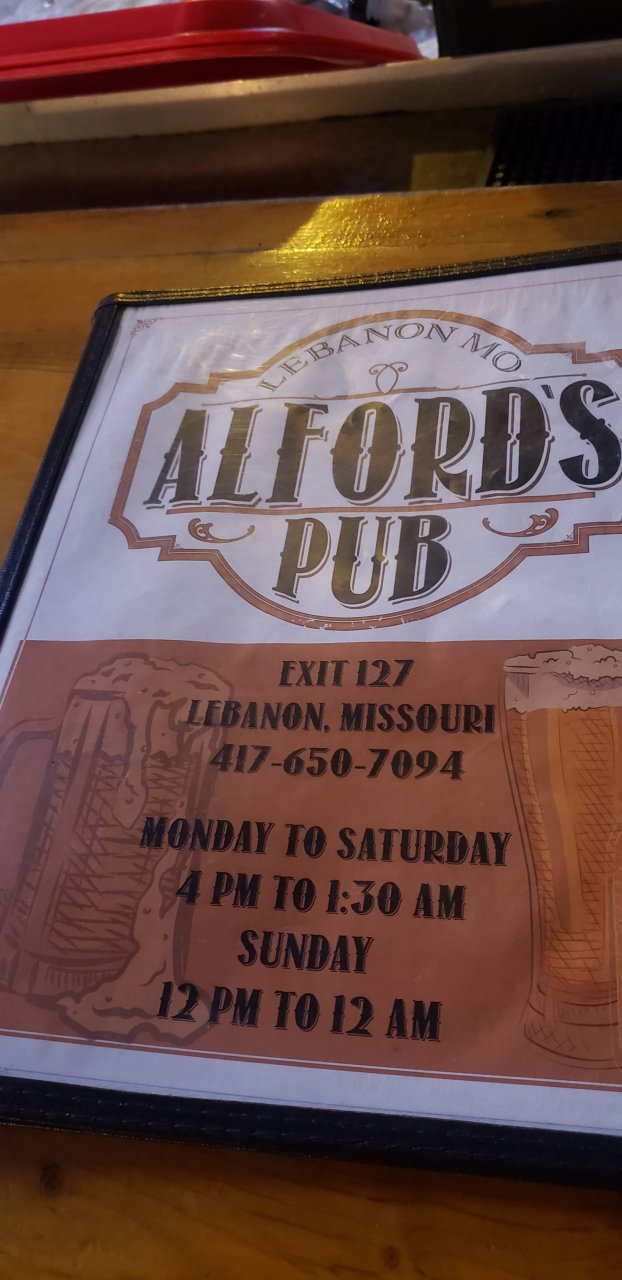 LEBANON MO
ALFORD'S
PUB
EXIT 127
LEBANON, MISSOURI
417-650-7094
MONDAY TO SATURDAY
4 PM TO 1:30 AM
SUNDAY
12 PM TO 12 AM